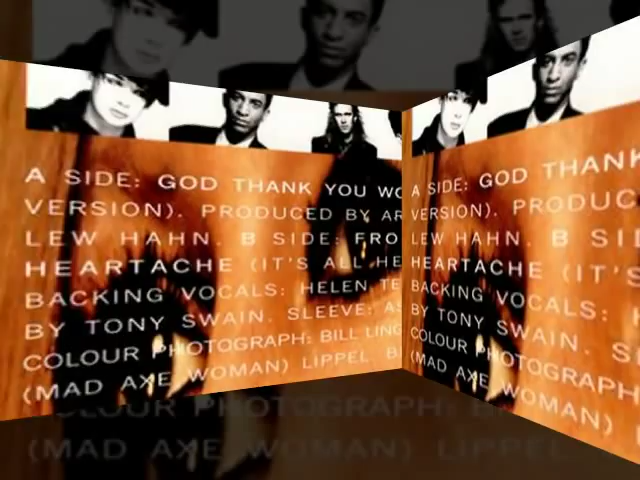 A SIDE: GOD THANK YOU WO
VERSION). PRODUCED BY AR
LEW HAHN. B SIDE: FRO
HEARTACHE (IT'S ALL HE
BACKING VOCALS: HELEN TE
BY TONY SWAIN. SLEEVE: AS
COLOUR PHOTOGRAPH: BILL LING
(MAD AXE WOMAN) LIPPEL. B
A SIDE: GOD THANK
VERSION). PRODUC
LEW HAHN. B SI
HEARTACHE (IT'S
BACKING VOCALS: H
BY TONY SWAIN. S
COLOUR PHOTOGRAPH:
(MAD AXE WOMAN)
COLOUR PHOTOGRAPH: B
(MAD AXE WOMAN) LIPPEL.